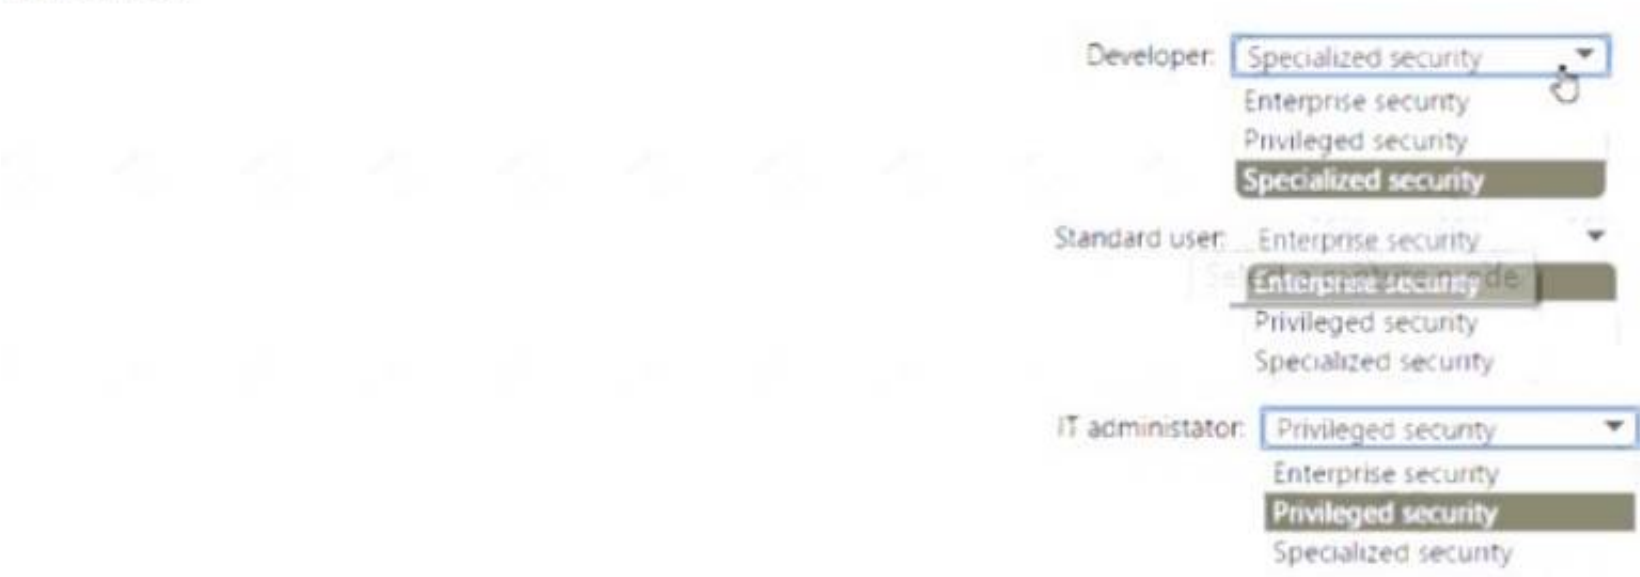 Developer: Specialized security
Enterprise security
Privileged security
Specialized security
Standard user: Enterprise security
Enterprise security
Privileged security
Specialized security
IT administator: Privileged security
Enterprise security
Privileged security
Specialized security